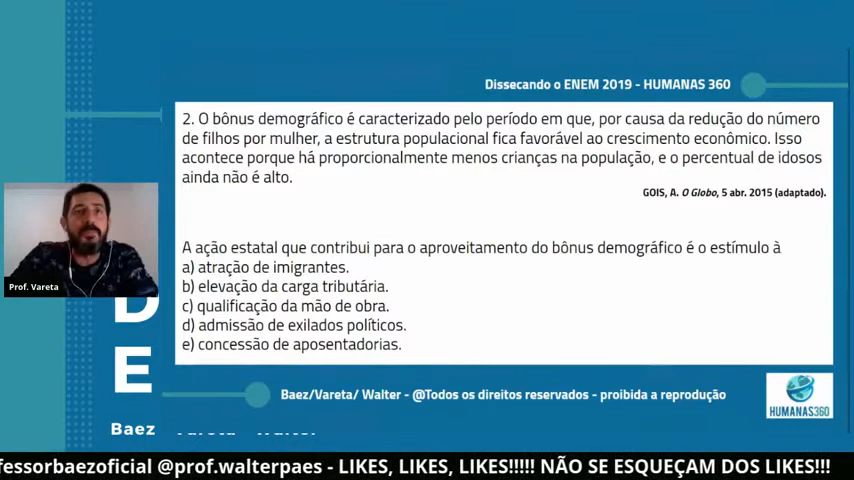 Dissecando o ENEM 2019 - HUMANAS 360
2. O bônus demográfico é caracterizado pelo período em que, por causa da redução do número
de filhos por mulher, a estrutura populacional fica favorável ao crescimento econômico. Isso
acontece porque há proporcionalmente menos crianças na população, e o percentual de idosos
ainda não é alto.
GOIS, A. O Globo, 5 abr. 2015 (adaptado).
A ação estatal que contribui para o aproveitamento do bônus demográfico é o estímulo à
a) atração de imigrantes.
b) elevação da carga tributária.
c) qualificação da mão de obra.
d) admissão de exilados políticos.
e) concessão de aposentadorias.
Prof. Vareta
D
E
Baez/Vareta/ Walter - @Todos os direitos reservados - proibida a reprodução
HUMANAS360
Baez
fessorbaezoficial @prof.walterpaes - LIKES, LIKES, LIKES!!!!! NÃO SE ESQUEÇAM DOS LIKES!!!